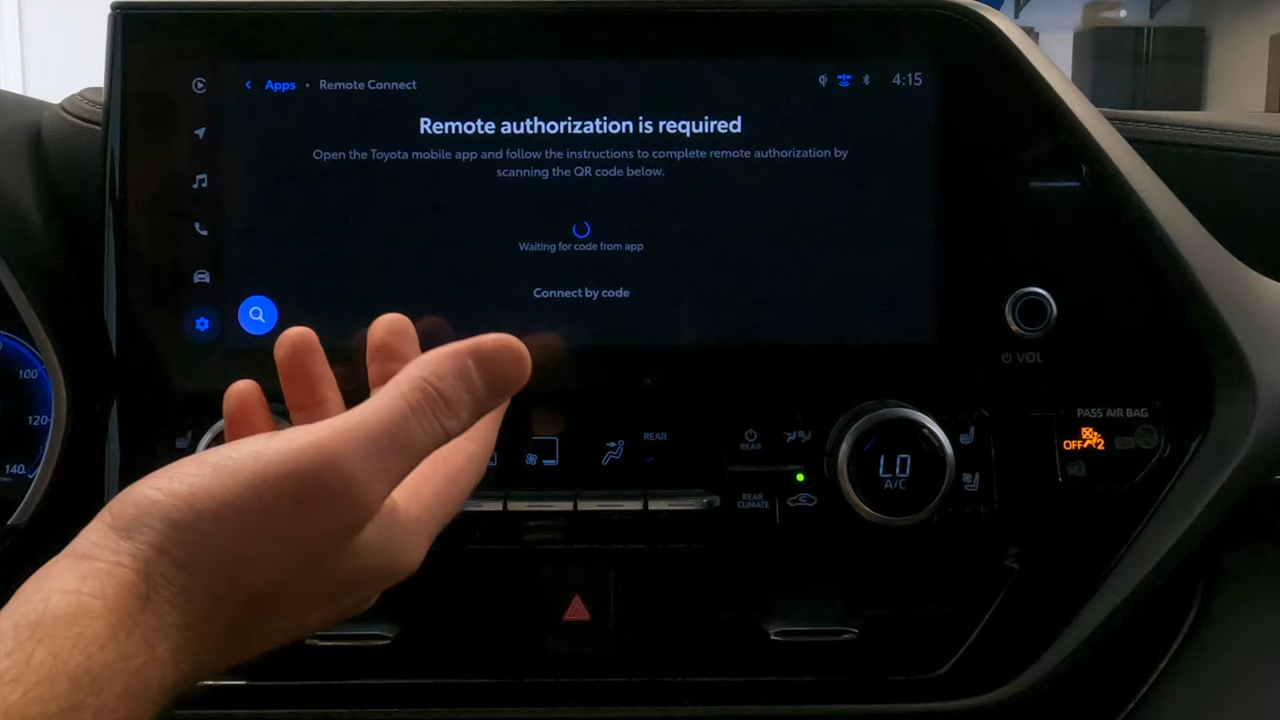 Apps • Remote Connect
4:15
Remote authorization is required
Open the Toyota mobile app and follow the instructions to complete remote authorization by
scanning the QR code below.
Waiting for code from app
Connect by code
VOL
100
120
140
REAR
REAR
REAR
CLIMATE
LO
A/C
PASS AIR BAG
OFF 2